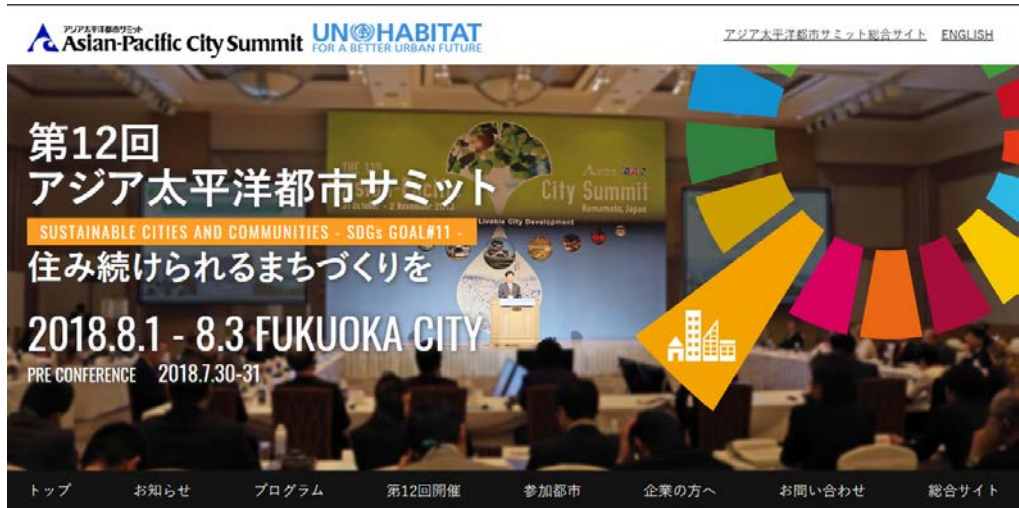 アジア太平洋都市サミット
Asian-Pacific City Summit
UN HABITAT
FOR A BETTER URBAN FUTURE
アジア太平洋都市サミット総合サイト ENGLISH
第12回
アジア太平洋都市サミット
SUSTAINABLE CITIES AND COMMUNITIES - SDGs GOAL#11 -
住み続けられるまちづくりを
2018.8.1 - 8.3 FUKUOKA CITY
PRE CONFERENCE 2018.7.30-31
City Summit
Kumamoto, Japan
Livable City Development
トップ お知らせ プログラム 第12回開催 参加都市 企業の方へ お問い合わせ 総合サイト